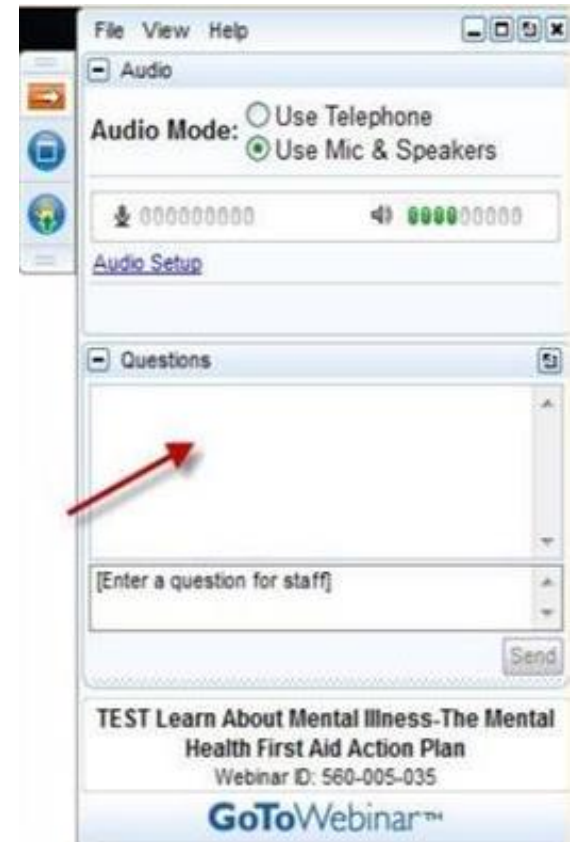 File View Help
Audio
Audio Mode: Use Telephone
Use Mic & Speakers
Audio Setup
Questions
[Enter a question for staff]
Send
TEST Learn About Mental Illness-The Mental
Health First Aid Action Plan
Webinar ID: 560-005-035
GoToWebinar™